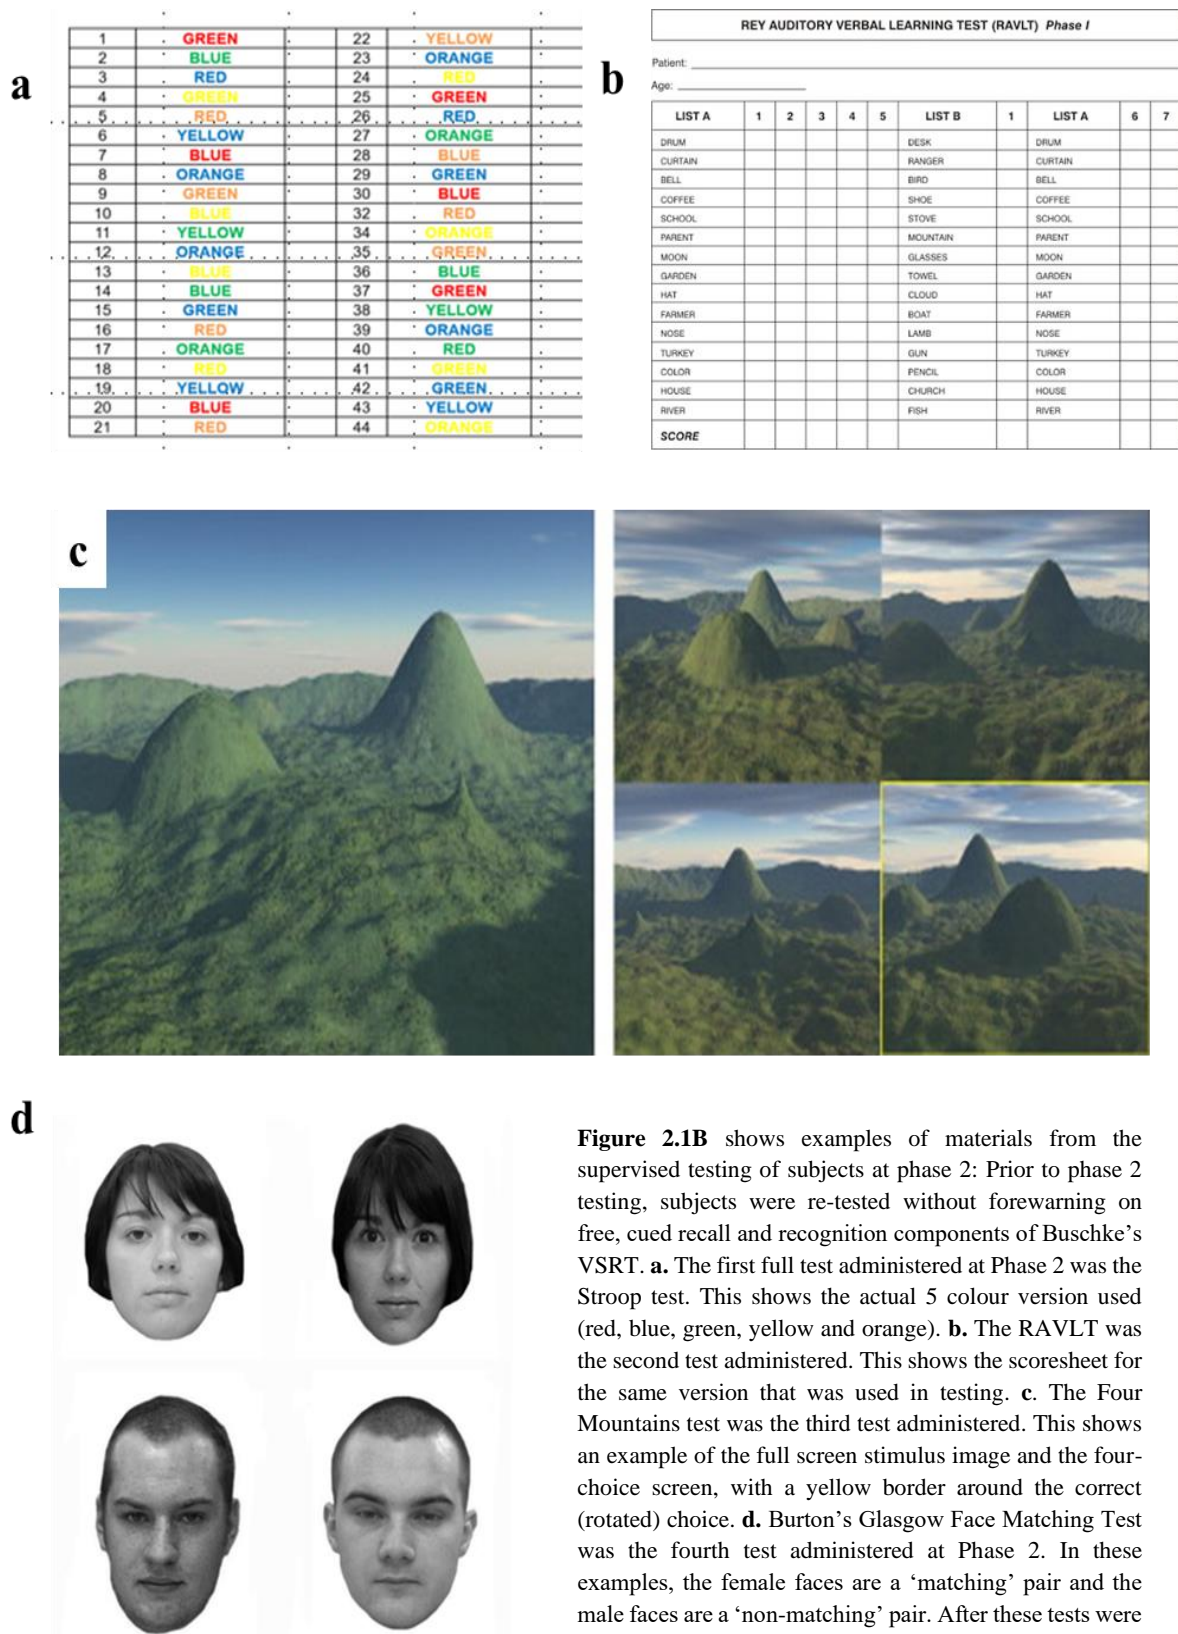 a
1 GREEN 22 YELLOW
2 BLUE 23 ORANGE
3 RED 24 RED
4 GREEN 25 GREEN
5 RED 26 RED
6 YELLOW 27 ORANGE
7 BLUE 28 BLUE
8 ORANGE 29 GREEN
9 GREEN 30 BLUE
10 BLUE 32 RED
11 YELLOW 34 ORANGE
12 ORANGE 35 GREEN
13 BLUE 36 BLUE
14 BLUE 37 GREEN
15 GREEN 38 YELLOW
16 RED 39 ORANGE
17 ORANGE 40 RED
18 RED 41 GREEN
19 YELLOW 42 GREEN
20 BLUE 43 YELLOW
21 RED 44 ORANGE
b
REY AUDITORY VERBAL LEARNING TEST (RAVLT) Phase I
Patient:
Age:
LIST A 1 2 3 4 5 LIST B 1 LIST A 6 7
DRUM DESK DRUM
CURTAIN RANGER CURTAIN
BELL BIRD BELL
COFFEE SHOE COFFEE
SCHOOL STOVE SCHOOL
PARENT MOUNTAIN PARENT
MOON GLASSES MOON
GARDEN TOWEL GARDEN
HAT CLOUD HAT
FARMER BOAT FARMER
NOSE LAMB NOSE
TURKEY GUN TURKEY
COLOR PENCIL COLOR
HOUSE CHURCH HOUSE
RIVER FISH RIVER
SCORE
c
d
Figure 2.1B shows examples of materials from the
supervised testing of subjects at phase 2: Prior to phase 2
testing, subjects were re-tested without forewarning on
free, cued recall and recognition components of Buschke's
VSRT. a. The first full test administered at Phase 2 was the
Stroop test. This shows the actual 5 colour version used
(red, blue, green, yellow and orange). b. The RAVLT was
the second test administered. This shows the scoresheet for
the same version that was used in testing. c. The Four
Mountains test was the third test administered. This shows
an example of the full screen stimulus image and the four-
choice screen, with a yellow border around the correct
(rotated) choice. d. Burton's Glasgow Face Matching Test
was the fourth test administered at Phase 2. In these
examples, the female faces are a 'matching' pair and the
male faces are a 'non-matching' pair. After these tests were